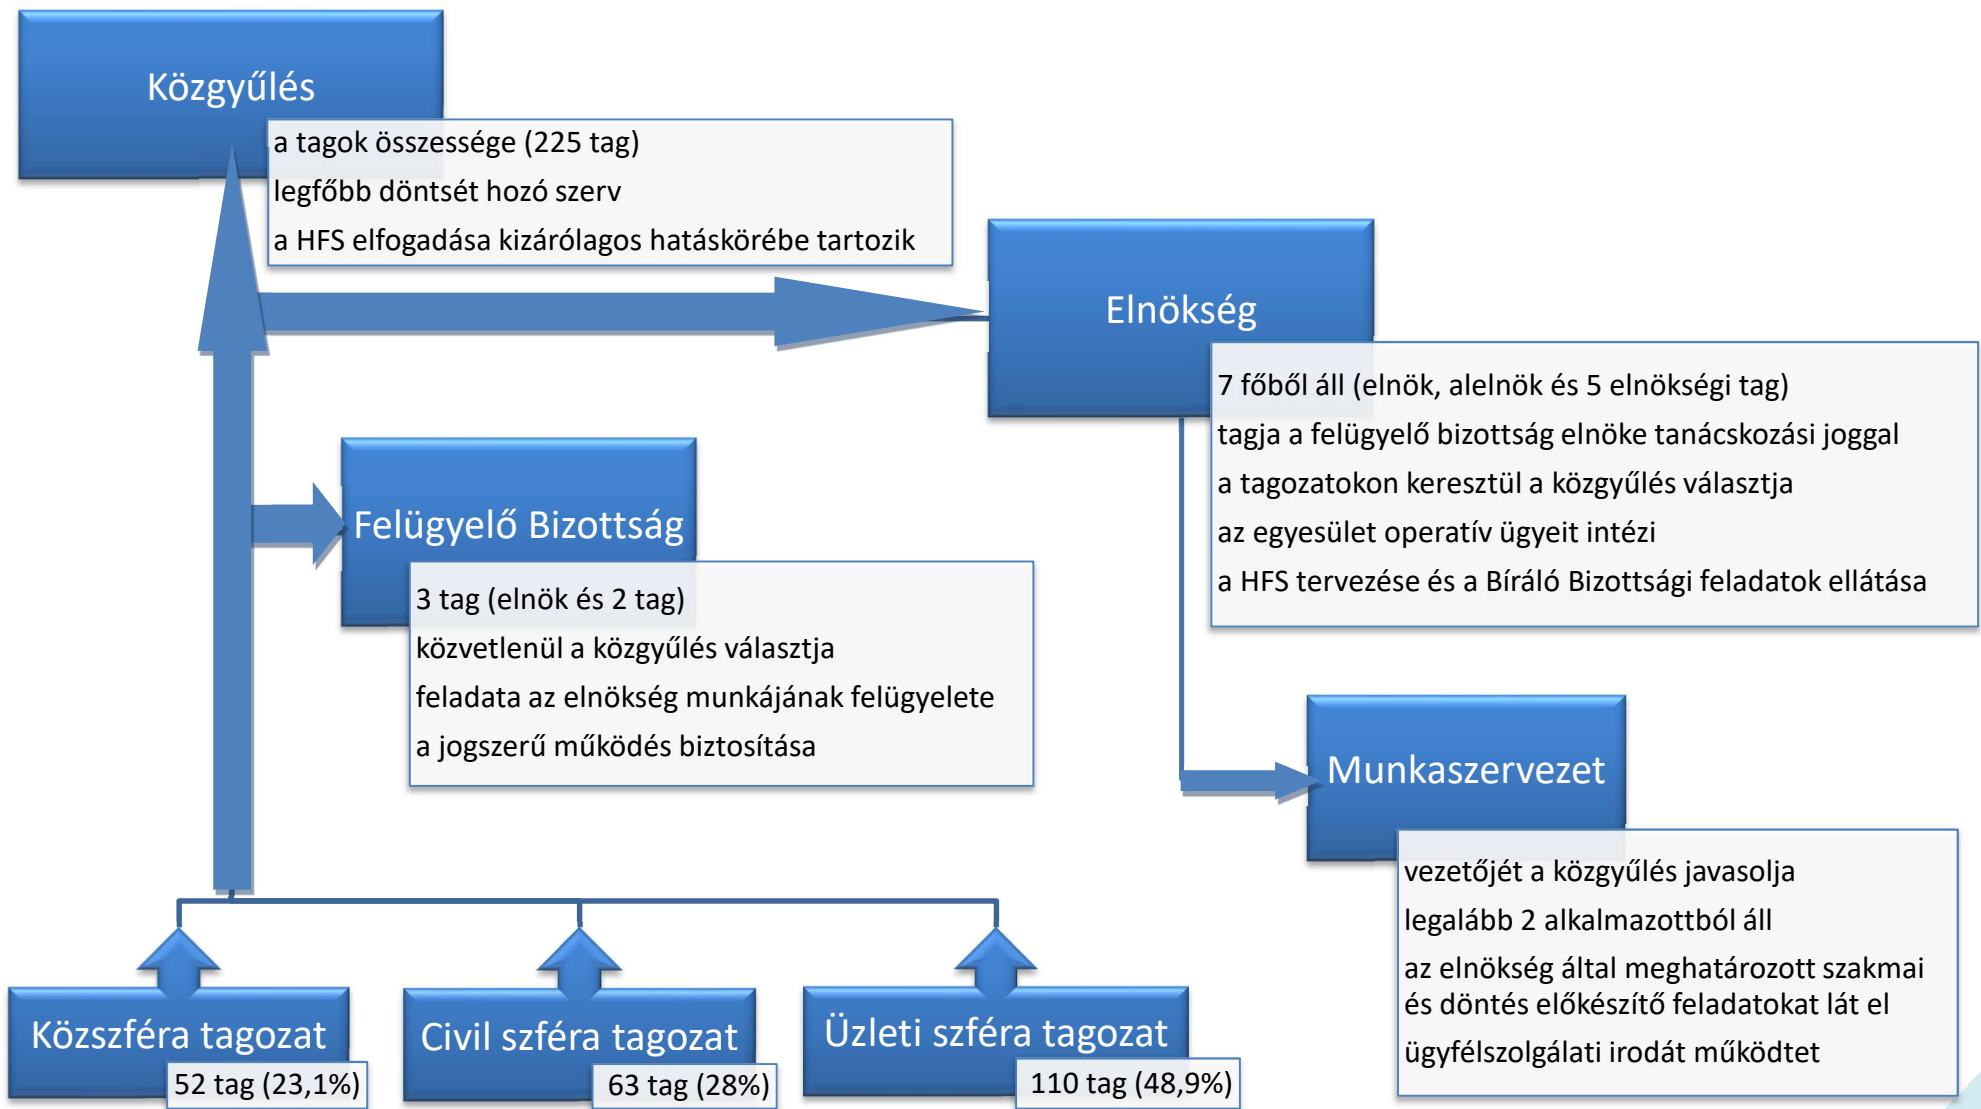 Közgyűlés
a tagok összessége (225 tag)
legfőbb döntsét hozó szerv
a HFS elfogadása kizárólagos hatáskörébe tartozik
Elnökség
7 főből áll (elnök, alelnök és 5 elnökségi tag)
tagja a felügyelő bizottság elnöke tanácskozási joggal
a tagozatokon keresztül a közgyűlés választja
az egyesület operatív ügyeit intézi
a HFS tervezése és a Bíráló Bizottsági feladatok ellátása
Felügyelő Bizottság
3 tag (elnök és 2 tag)
közvetlenül a közgyűlés választja
feladata az elnökség munkájának felügyelete
a jogszerű működés biztosítása
Munkaszervezet
vezetőjét a közgyűlés javasolja
legalább 2 alkalmazottból áll
az elnökség által meghatározott szakmai
és döntés előkészítő feladatokat lát el
ügyfélszolgálati irodát működtet
Közszféra tagozat
52 tag (23,1%)
Civil szféra tagozat
63 tag (28%)
Üzleti szféra tagozat
110 tag (48,9%)